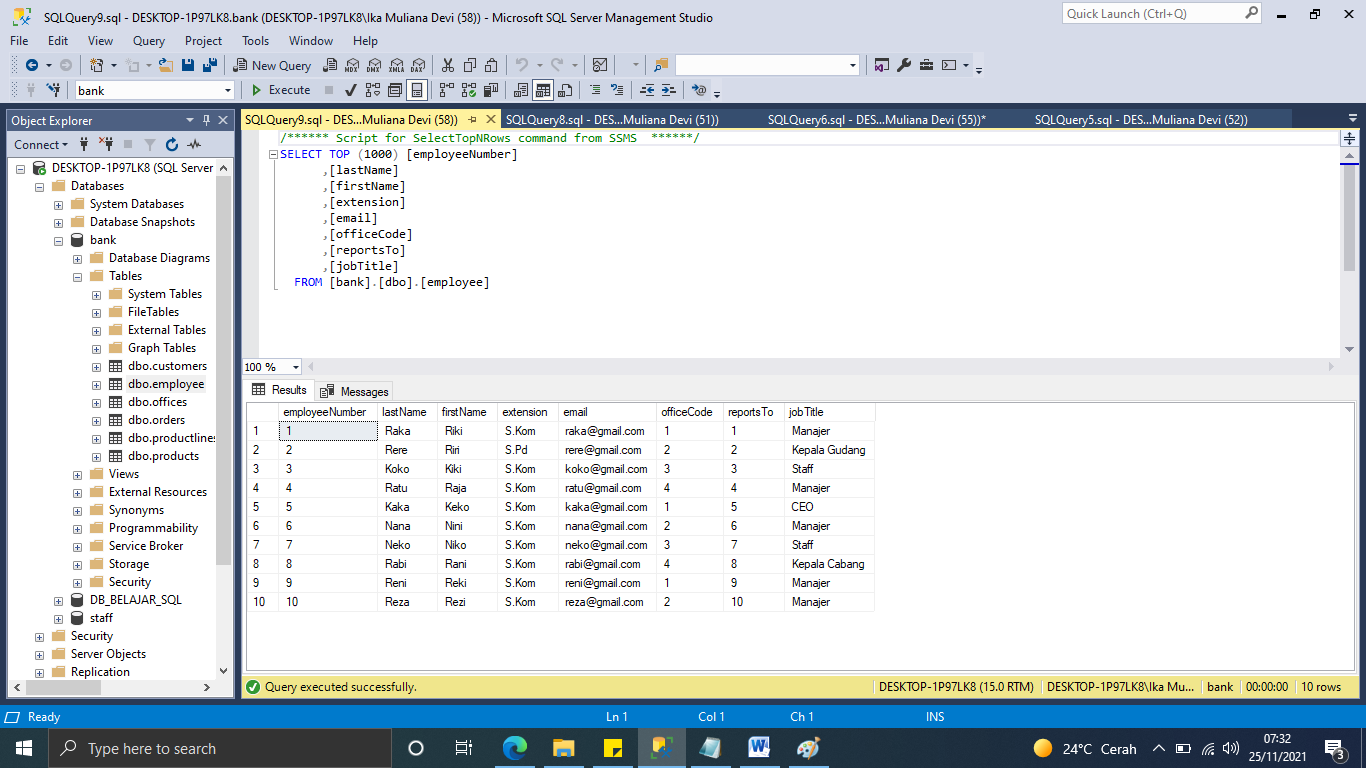 SQLQuery9.sql - DESKTOP-1P97LK8.bank (DESKTOP-1P97LK8\Ika Muliana Devi (58)) - Microsoft SQL Server Management Studio
Quick Launch (Ctrl+Q)
File Edit View Query Project Tools Window Help
New Query MDX DMX XMLA DAX
bank Execute
Object Explorer
Connect
DESKTOP-1P97LK8 (SQL Server
Databases
System Databases
Database Snapshots
bank
Database Diagrams
Tables
System Tables
FileTables
External Tables
Graph Tables
dbo.customers
dbo.employee
dbo.offices
dbo.orders
dbo.productlines
dbo.products
Views
External Resources
Synonyms
Programmability
Service Broker
Storage
Security
DB_BELAJAR_SQL
staff
Security
Server Objects
Replication
SQLQuery9.sql - DES...Muliana Devi (58)) SQLQuery8.sql - DES...Muliana Devi (51)) SQLQuery6.sql - DES...Muliana Devi (55))* SQLQuery5.sql - DES...Muliana Devi (52))
/****** Script for SelectTopNRows command from SSMS ******/
SELECT TOP (1000) [employeeNumber]
,[lastName]
,[firstName]
,[extension]
,[email]
,[officeCode]
,[reportsTo]
,[jobTitle]
FROM [bank].[dbo].[employee]
100 %
Results Messages
employeeNumber lastName firstName extension email officeCode reportsTo jobTitle
1 1 Raka Riki S.Kom raka@gmail.com 1 1 Manajer
2 2 Rere Riri S.Pd rere@gmail.com 2 2 Kepala Gudang
3 3 Koko Kiki S.Kom koko@gmail.com 3 3 Staff
4 4 Ratu Raja S.Kom ratu@gmail.com 4 4 Manajer
5 5 Kaka Keko S.Kom kaka@gmail.com 1 5 CEO
6 6 Nana Nini S.Kom nana@gmail.com 2 6 Manajer
7 7 Neko Niko S.Kom neko@gmail.com 3 7 Staff
8 8 Rabi Rani S.Kom rabi@gmail.com 4 8 Kepala Cabang
9 9 Reni Reki S.Kom reni@gmail.com 1 9 Manajer
10 10 Reza Rezi S.Kom reza@gmail.com 2 10 Manajer
Query executed successfully. DESKTOP-1P97LK8 (15.0 RTM) DESKTOP-1P97LK8\Ika Mu... bank 00:00:00 10 rows
Ready Ln 1 Col 1 Ch 1 INS
Type here to search
24°C Cerah
07:32
25/11/2021
3